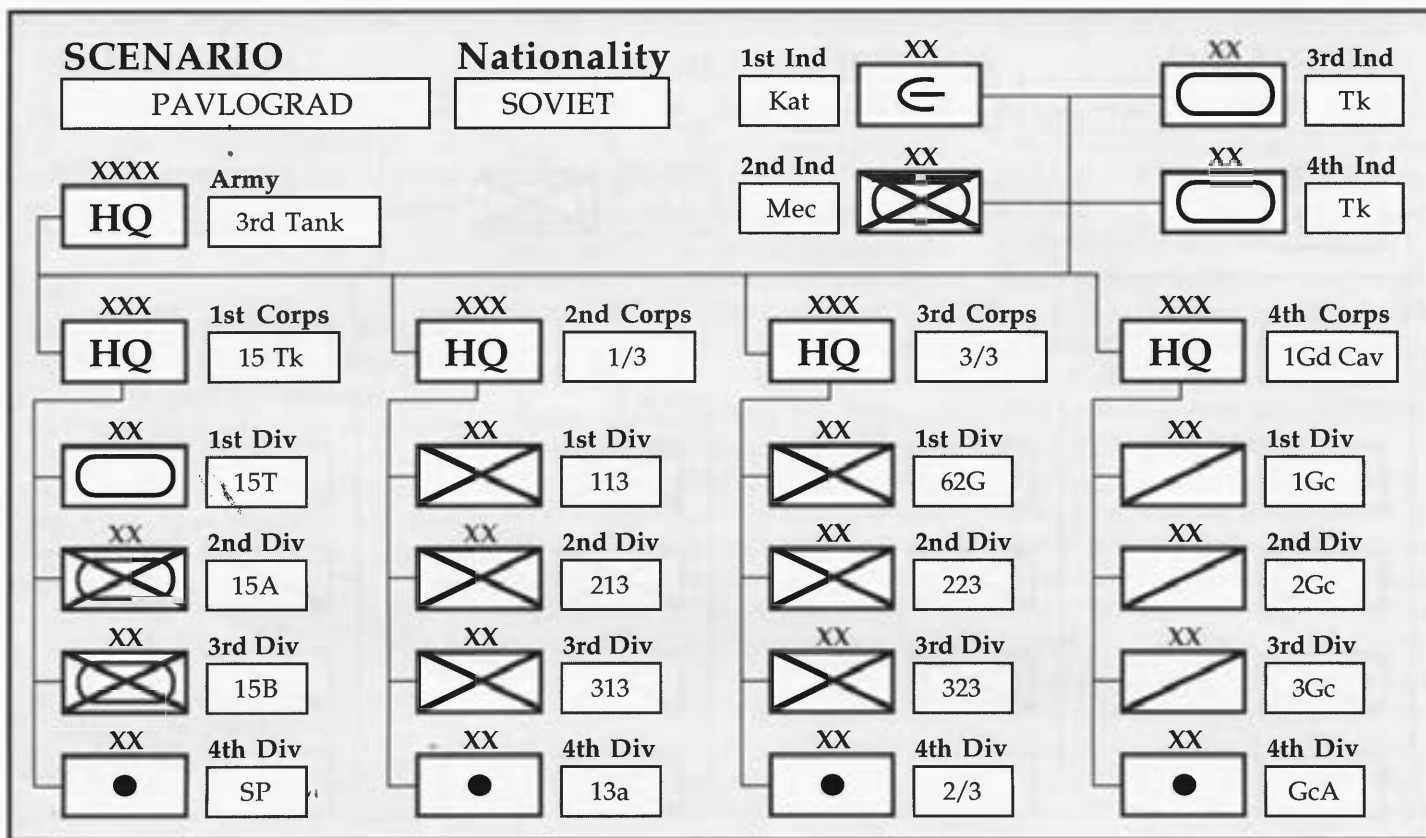 SCENARIO Nationality
PAVLOGRAD SOVIET
1st Ind XX XX 3rd Ind
Kat Tk
XXXX Army
HQ 3rd Tank
2nd Ind XX XX 4th Ind
Mec Tk
XXX 1st Corps XXX 2nd Corps XXX 3rd Corps XXX 4th Corps
HQ 15 Tk HQ 1/3 HQ 3/3 HQ 1Gd Cav
XX 1st Div XX 1st Div XX 1st Div XX 1st Div
15T 113 62G 1Gc
XX 2nd Div XX 2nd Div XX 2nd Div XX 2nd Div
15A 213 223 2Gc
XX 3rd Div XX 3rd Div XX 3rd Div XX 3rd Div
15B 313 323 3Gc
XX 4th Div XX 4th Div XX 4th Div XX 4th Div
SP 13a 2/3 GcA